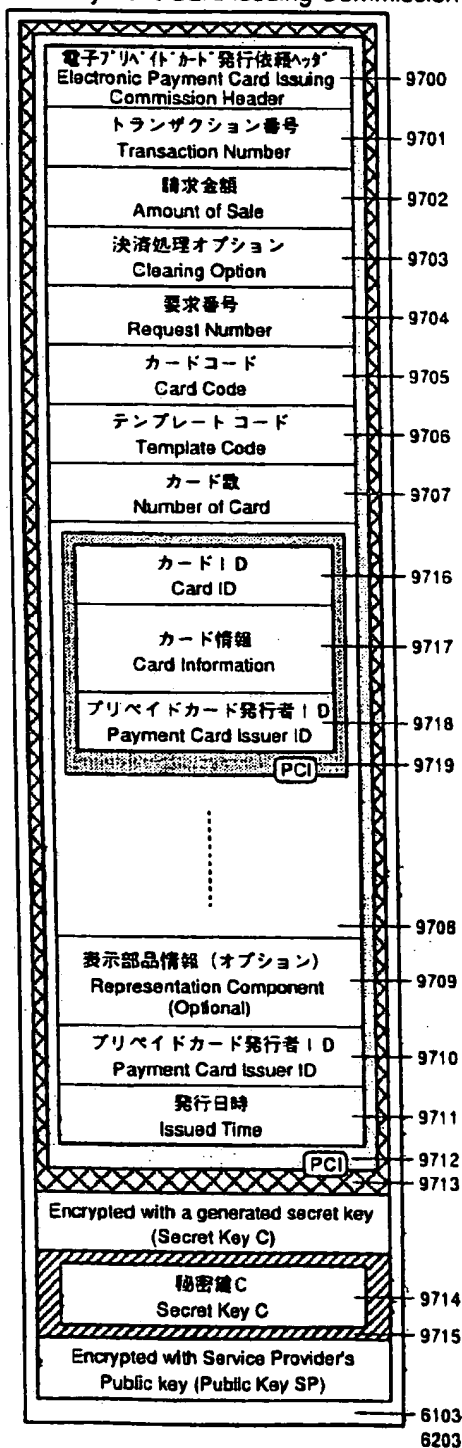 yment Card Issuing Commission
電子プリペイドカード発行依頼ヘッダ
Electronic Payment Card Issuing
Commission Header
9700
トランザクション番号
Transaction Number
9701
請求金額
Amount of Sale
9702
決済処理オプション
Clearing Option
9703
要求番号
Request Number
9704
カードコード
Card Code
9705
テンプレートコード
Template Code
9706
カード数
Number of Card
9707
カードID
Card ID
9716
カード情報
Card Information
9717
プリペイドカード発行者ID
Payment Card Issuer ID
9718
PCI
9719
9708
表示部品情報(オプション)
Representation Component
(Optional)
9709
プリペイドカード発行者ID
Payment Card Issuer ID
9710
発行日時
Issued Time
9711
PCI
9712
9713
Encrypted with a generated secret key
(Secret Key C)
秘密鍵C
Secret Key C
9714
9715
Encrypted with Service Provider's
Public key (Public Key SP)
6103
6203